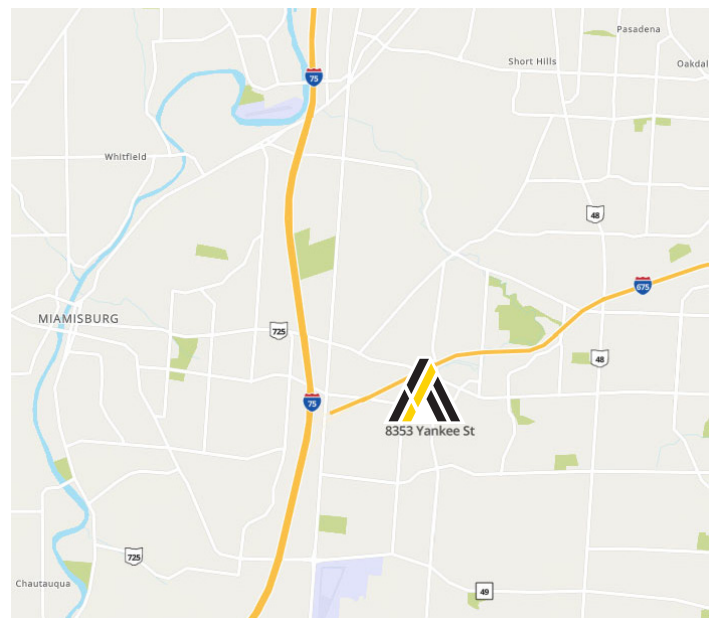 Pasadena
75
Short Hills
Oakdal
Whitfield
48
675
MIAMISBURG
725
48
75
8353 Yankee St
725
Chautauqua
49